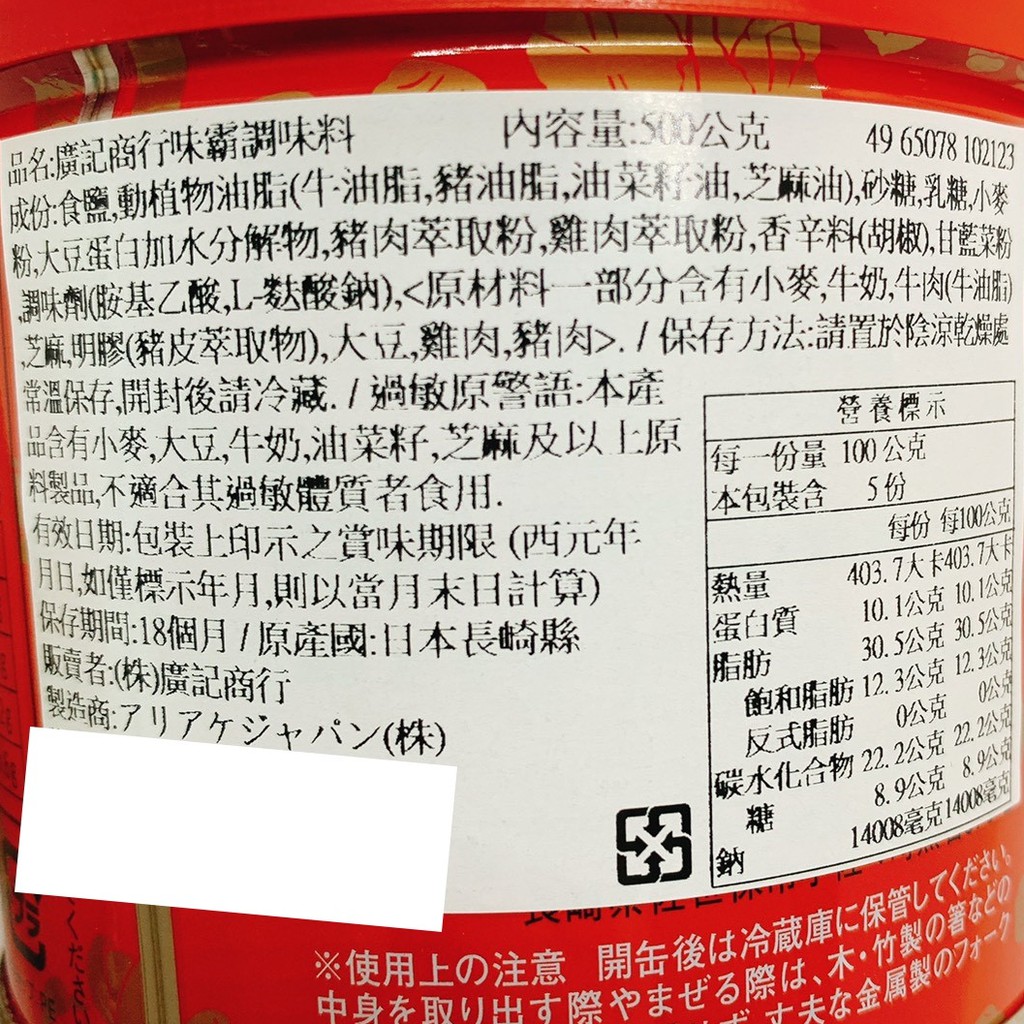 品名:廣記商行味霸調味料 內容量:500公克 49 65078 102123
成份:食鹽,動植物油脂(牛油脂,豬油脂,油菜籽油,芝麻油),砂糖,乳糖,小麥
粉,大豆蛋白加水分解物,豬肉萃取粉,雞肉萃取粉,香辛料(胡椒),甘藍菜粉
,調味劑(胺基乙酸,L-麩酸鈉),<原材料一部分含有小麥,牛奶,牛肉(牛油脂)
,芝麻,明膠(豬皮萃取物),大豆,雞肉,豬肉>. / 保存方法:請置於陰涼乾燥處
常溫保存,開封後請冷藏. / 過敏原警語:本產
品含有小麥,大豆,牛奶,油菜籽,芝麻及以上原
料製品,不適合其過敏體質者食用.
有效日期:包裝上印示之賞味期限 (西元年
月日,如僅標示年月,則以當月末日計算)
保存期間:18個月 / 原產國:日本長崎縣
販賣者:(株)廣記商行
製造商:アリアケジャパン(株)
營養標示
每一份量 100 公克
本包裝含 5份
每份 每100公克
熱量 403.7大卡 403.7大卡
蛋白質 10.1公克 10.1公克
脂肪 30.5公克 30.5公克
飽和脂肪 12.3公克 12.3公克
反式脂肪 0公克 0公克
碳水化合物 22.2公克 22.2公克
糖 8.9公克 8.9公克
鈉 14008毫克 14008毫克
※使用上の注意 開缶後は冷蔵庫に保管してください。
中身を取り出す際やまぜる際は、木・竹製の箸などの
丈夫な金属製のフォーク